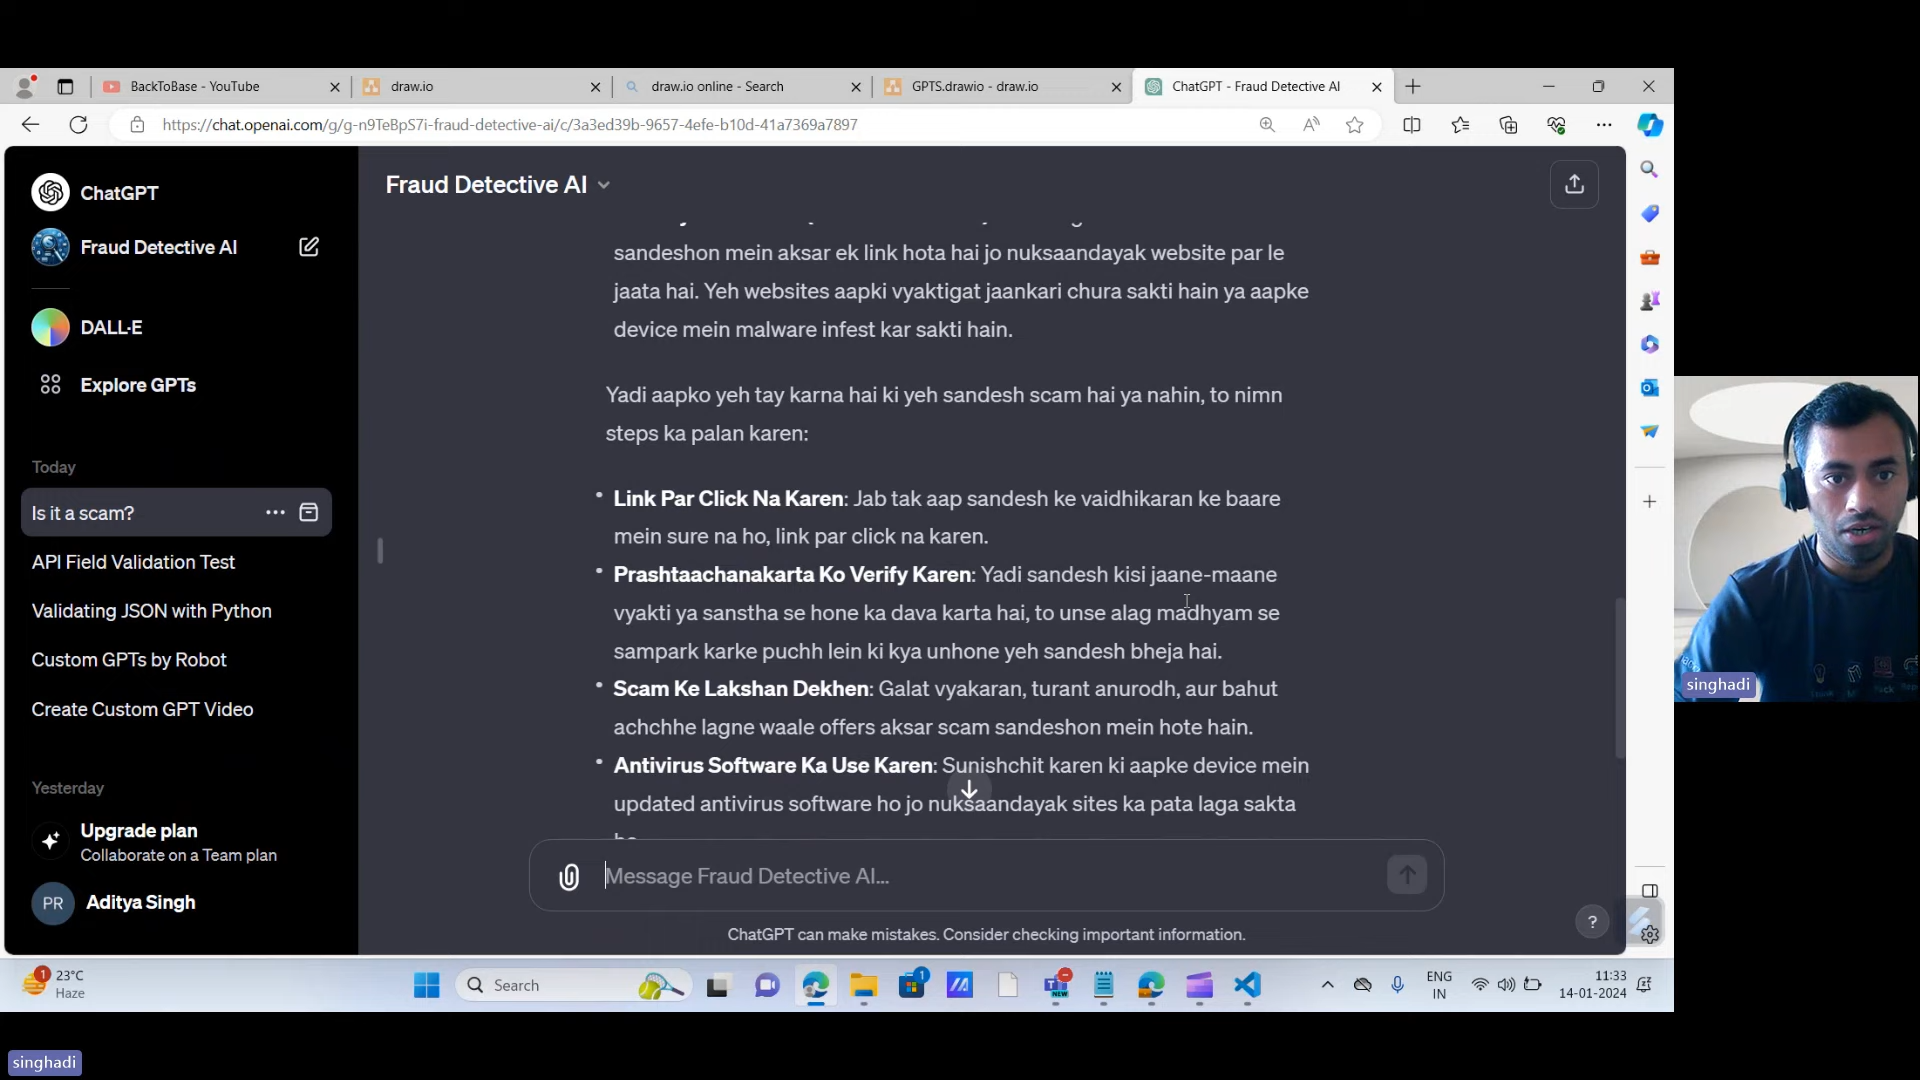 BackToBase - YouTube
draw.io
draw.io online - Search
GPTS.drawio - draw.io
ChatGPT - Fraud Detective AI
https://chat.openai.com/g/g-n9TeBpS7i-fraud-detective-ai/c/3a3ed39b-9657-4efe-b10d-41a7369a7897
ChatGPT
Fraud Detective AI
DALL·E
Explore GPTs
Today
Is it a scam?
API Field Validation Test
Validating JSON with Python
Custom GPTs by Robot
Create Custom GPT Video
Yesterday
Upgrade plan
Collaborate on a Team plan
PR
Aditya Singh
Fraud Detective AI
sandeshon mein aksar ek link hota hai jo nuksaandayak website par le
jaata hai. Yeh websites aapki vyaktigat jaankari chura sakti hain ya aapke
device mein malware infest kar sakti hain.
Yadi aapko yeh tay karna hai ki yeh sandesh scam hai ya nahin, to nimn
steps ka palan karen:
• Link Par Click Na Karen: Jab tak aap sandesh ke vaidhikaran ke baare
mein sure na ho, link par click na karen.
• Prashtaachanakarta Ko Verify Karen: Yadi sandesh kisi jaane-maane
vyakti ya sanstha se hone ka dava karta hai, to unse alag madhyam se
sampark karke puchh lein ki kya unhone yeh sandesh bheja hai.
• Scam Ke Lakshan Dekhen: Galat vyakaran, turant anurodh, aur bahut
achchhe lagne waale offers aksar scam sandeshon mein hote hain.
• Antivirus Software Ka Use Karen: Sunishchit karen ki aapke device mein
updated antivirus software ho jo nuksaandayak sites ka pata laga sakta
Message Fraud Detective AI...
ChatGPT can make mistakes. Consider checking important information.
?
singhadi
1
23°C
Haze
Search
1
NEW
ENG
IN
11:33
14-01-2024
singhadi